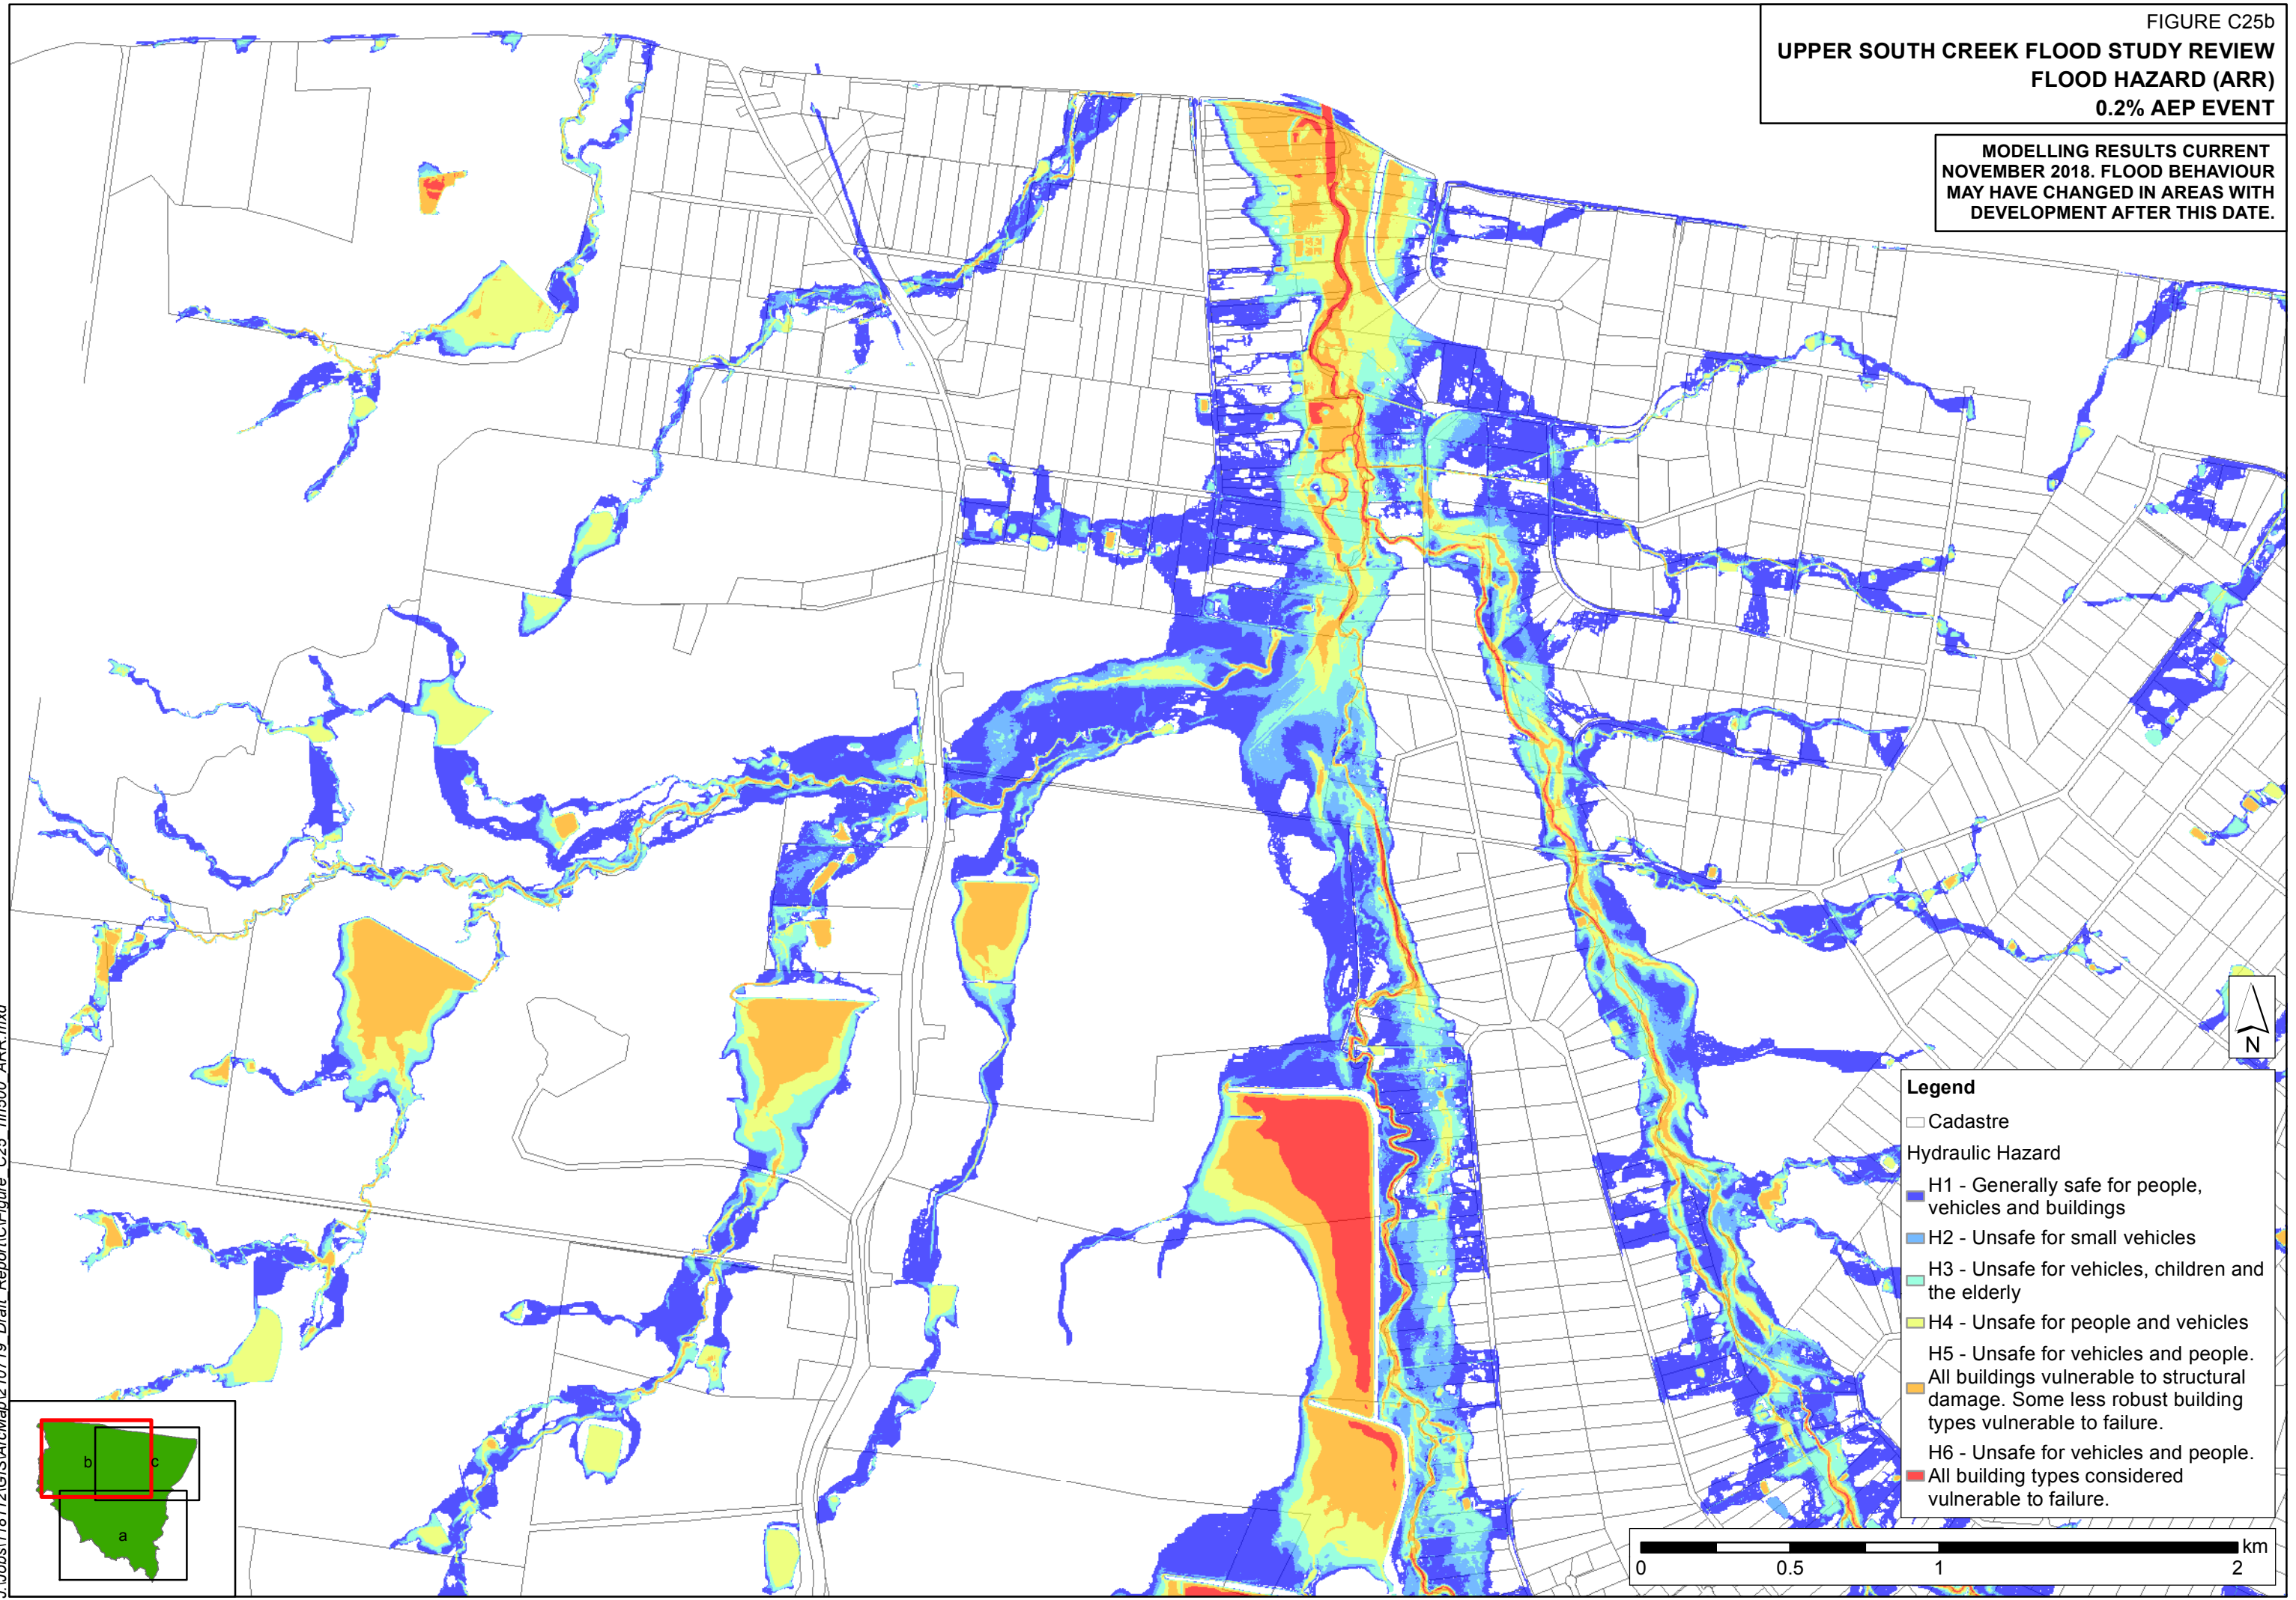 FIGURE C25b
UPPER SOUTH CREEK FLOOD STUDY REVIEW
FLOOD HAZARD (ARR)
0.2% AEP EVENT
MODELLING RESULTS CURRENT
NOVEMBER 2018. FLOOD BEHAVIOUR
MAY HAVE CHANGED IN AREAS WITH
DEVELOPMENT AFTER THIS DATE.
N
Legend
Cadastre
Hydraulic Hazard
H1 - Generally safe for people,
vehicles and buildings
H2 - Unsafe for small vehicles
H3 - Unsafe for vehicles, children and
the elderly
H4 - Unsafe for people and vehicles
H5 - Unsafe for vehicles and people.
All buildings vulnerable to structural
damage. Some less robust building
types vulnerable to failure.
H6 - Unsafe for vehicles and people.
All building types considered
vulnerable to failure.
km
0 0.5 1 2
b c
a